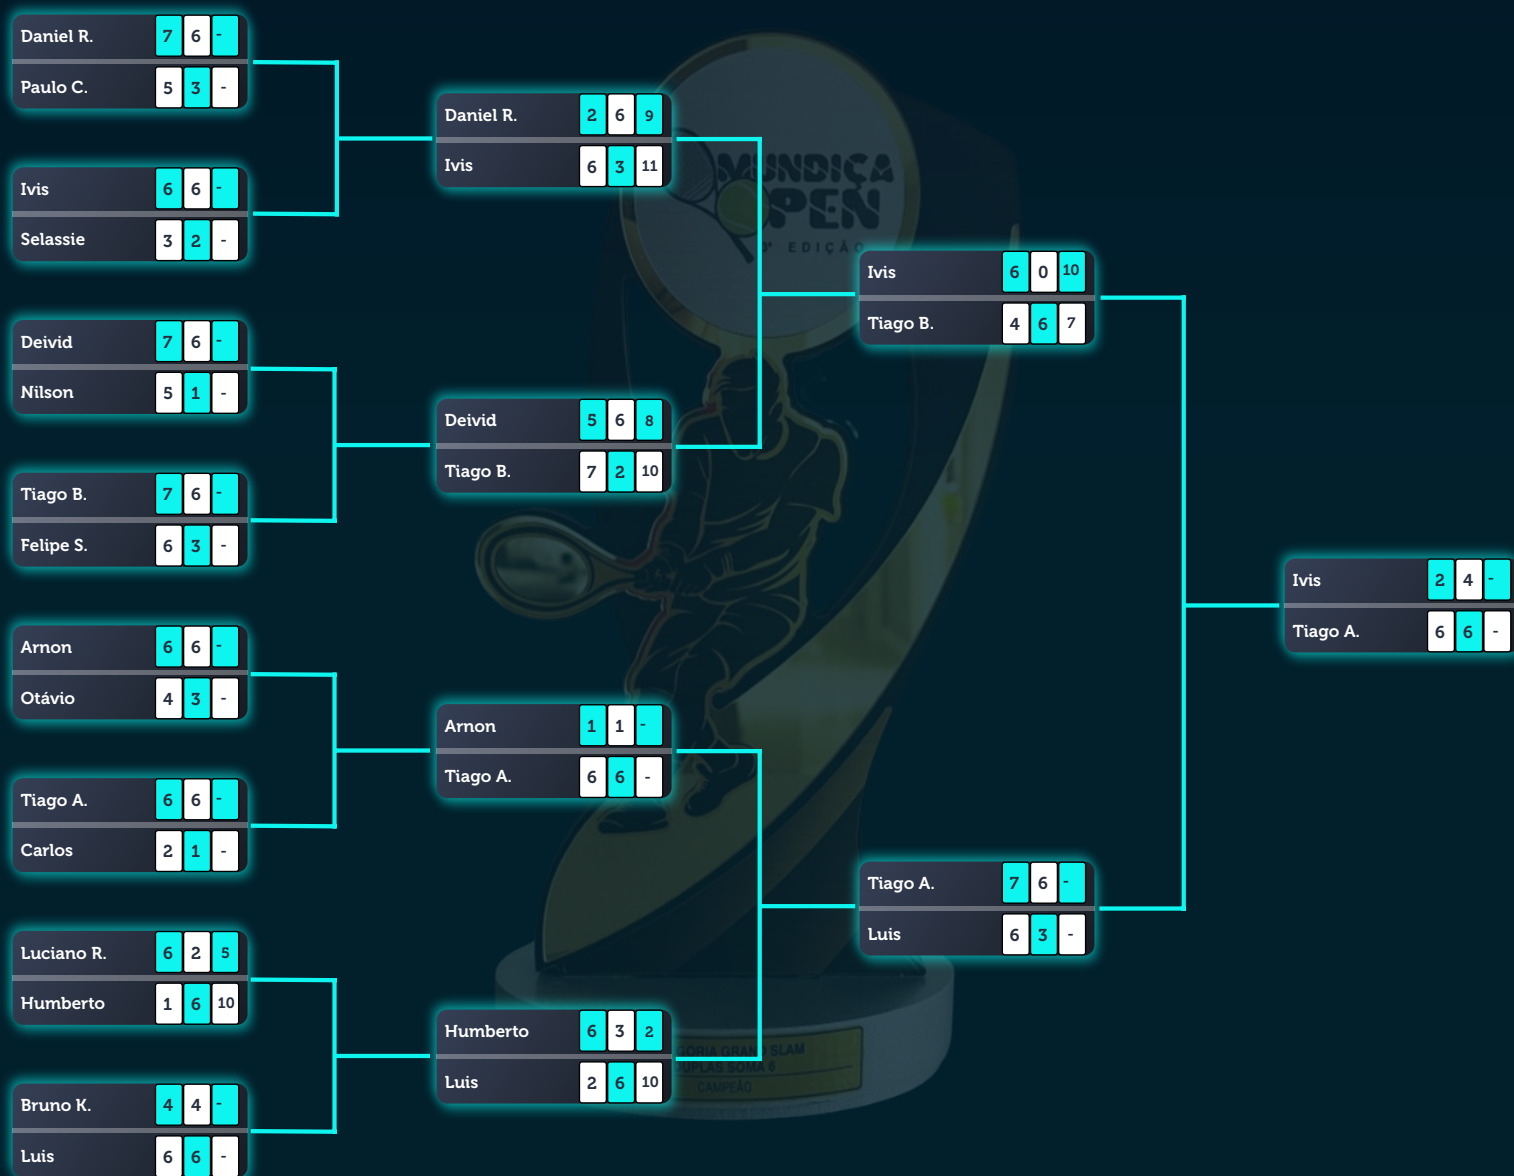 Daniel R. 7 6 -
Paulo C. 5 3 -
Ivis 6 6 -
Selassie 3 2 -
Deivid 7 6 -
Nilson 5 1 -
Tiago B. 7 6 -
Felipe S. 6 3 -
Arnon 6 6 -
Otávio 4 3 -
Tiago A. 6 6 -
Carlos 2 1 -
Luciano R. 6 2 5
Humberto 1 6 10
Bruno K. 4 4 -
Luis 6 6 -
Daniel R. 2 6 9
Ivis 6 3 11
Deivid 5 6 8
Tiago B. 7 2 10
Arnon 1 1 -
Tiago A. 6 6 -
Humberto 6 3 2
Luis 2 6 10
Ivis 6 0 10
Tiago B. 4 6 7
Tiago A. 7 6 -
Luis 6 3 -
Ivis 2 4 -
Tiago A. 6 6 -
MUNDIÇA
OPEN
EDIÇÃO
GRAND SLAM
DUPLAS SOMA
CAMPEÃO